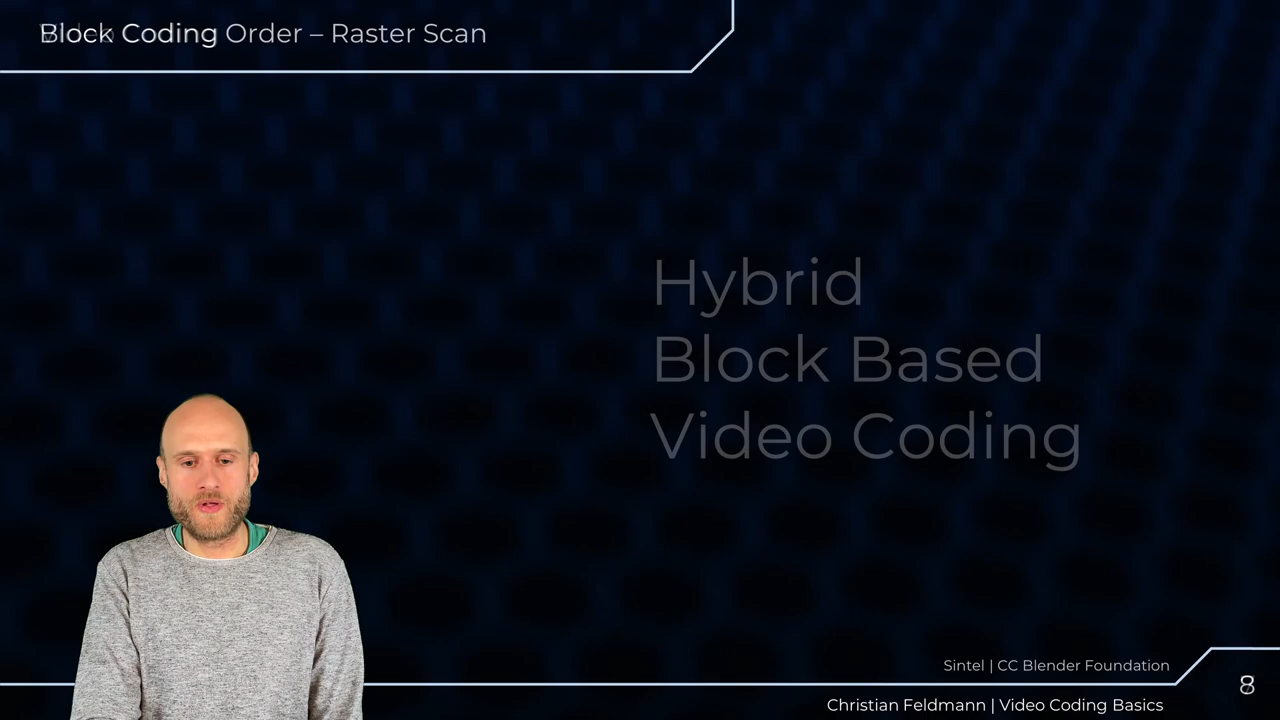 Block Coding Order – Raster Scan
Hybrid
Block Based
Video Coding
Sintel | CC Blender Foundation
Christian Feldmann | Video Coding Basics
8